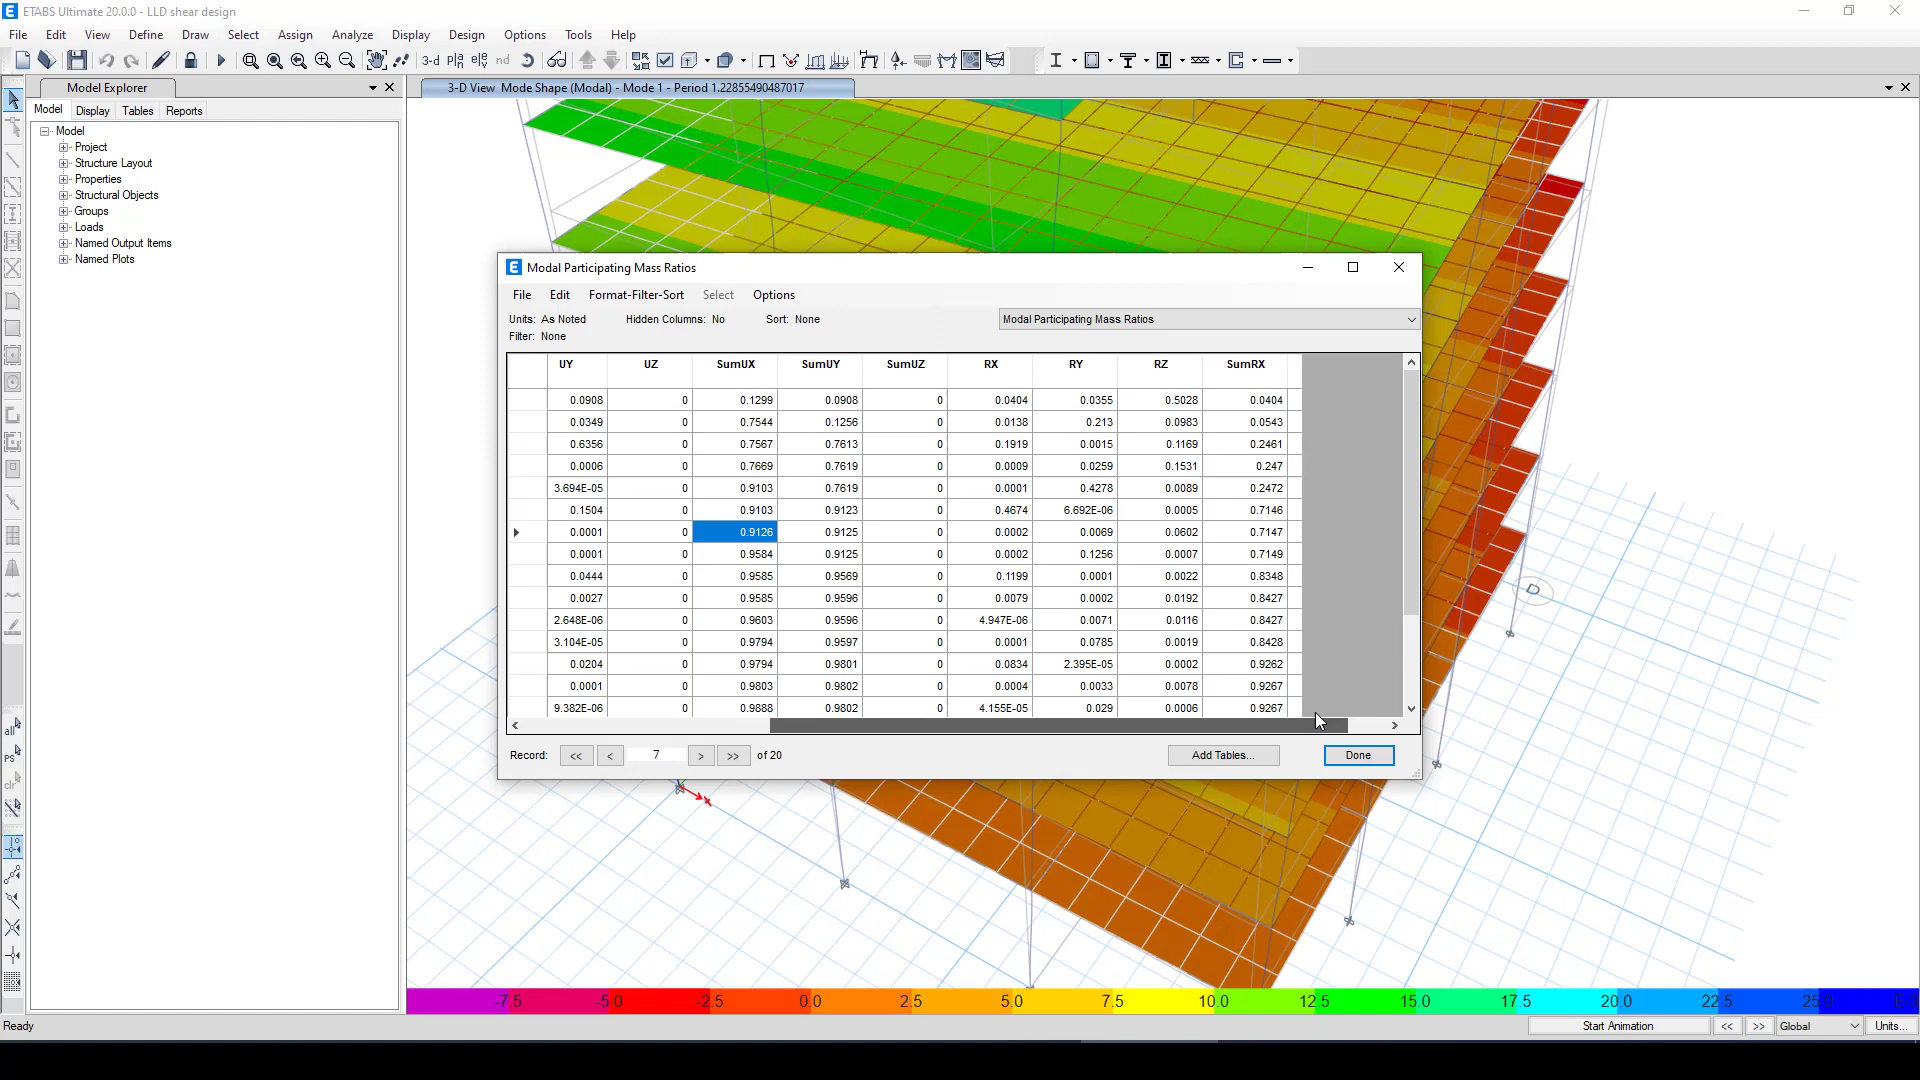 ETABS Ultimate 20.0.0 - LLD shear design
File Edit View Define Draw Select Assign Analyze Display Design Options Tools Help
3-d nd
Model Explorer
3-D View Mode Shape (Modal) - Mode 1 - Period 1.22855490487017
Model Display Tables Reports
Model
Project
Structure Layout
Properties
Structural Objects
Groups
Loads
Named Output Items
Named Plots
Modal Participating Mass Ratios
File Edit Format-Filter-Sort Select Options
Units: As Noted Hidden Columns: No Sort: None Modal Participating Mass Ratios
Filter: None
UY UZ SumUX SumUY SumUZ RX RY RZ SumRX
0.0908 0 0.1299 0.0908 0 0.0404 0.0355 0.5028 0.0404
0.0349 0 0.7544 0.1256 0 0.0138 0.213 0.0983 0.0543
0.6356 0 0.7567 0.7613 0 0.1919 0.0015 0.1169 0.2461
0.0006 0 0.7669 0.7619 0 0.0009 0.0259 0.1531 0.247
3.694E-05 0 0.9103 0.7619 0 0.0001 0.4278 0.0089 0.2472
0.1504 0 0.9103 0.9123 0 0.4674 6.692E-06 0.0005 0.7146
0.0001 0 0.9126 0.9125 0 0.0002 0.0069 0.0602 0.7147
0.0001 0 0.9584 0.9125 0 0.0002 0.1256 0.0007 0.7149
0.0444 0 0.9585 0.9569 0 0.1199 0.0001 0.0022 0.8348
0.0027 0 0.9585 0.9596 0 0.0079 0.0002 0.0192 0.8427
2.648E-06 0 0.9603 0.9596 0 4.947E-06 0.0071 0.0116 0.8427
3.104E-05 0 0.9794 0.9597 0 0.0001 0.0785 0.0019 0.8428
0.0204 0 0.9794 0.9801 0 0.0834 2.395E-05 0.0002 0.9262
0.0001 0 0.9803 0.9802 0 0.0004 0.0033 0.0078 0.9267
9.382E-06 0 0.9888 0.9802 0 4.155E-05 0.029 0.0006 0.9267
Record: << < 7 > >> of 20 Add Tables... Done
D
X
all
PS
clr
-7.5 -5.0 -2.5 0.0 2.5 5.0 7.5 10.0 12.5 15.0 17.5 20.0 22.5 25.0 E-3
Ready Start Animation << >> Global Units...